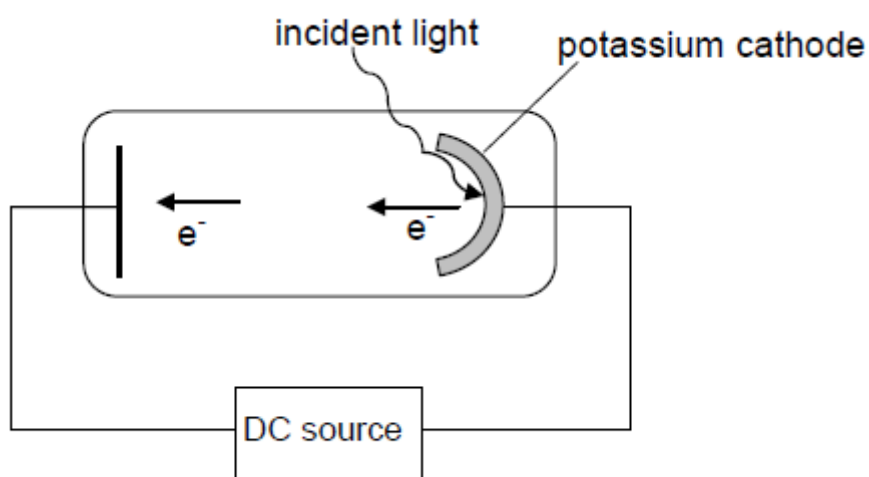 incident light
potassium cathode
e-
e-
DC source